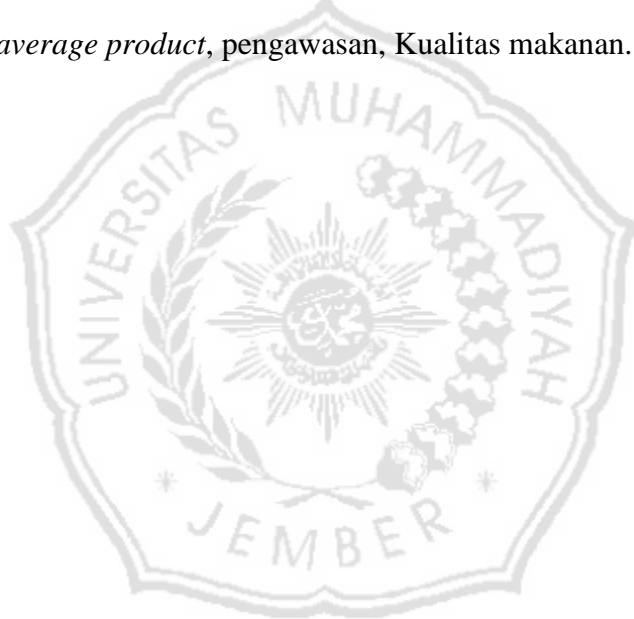 average product, pengawasan, Kualitas makanan.
UNIVERSITAS MUHAMMADIYAH
JEMBER